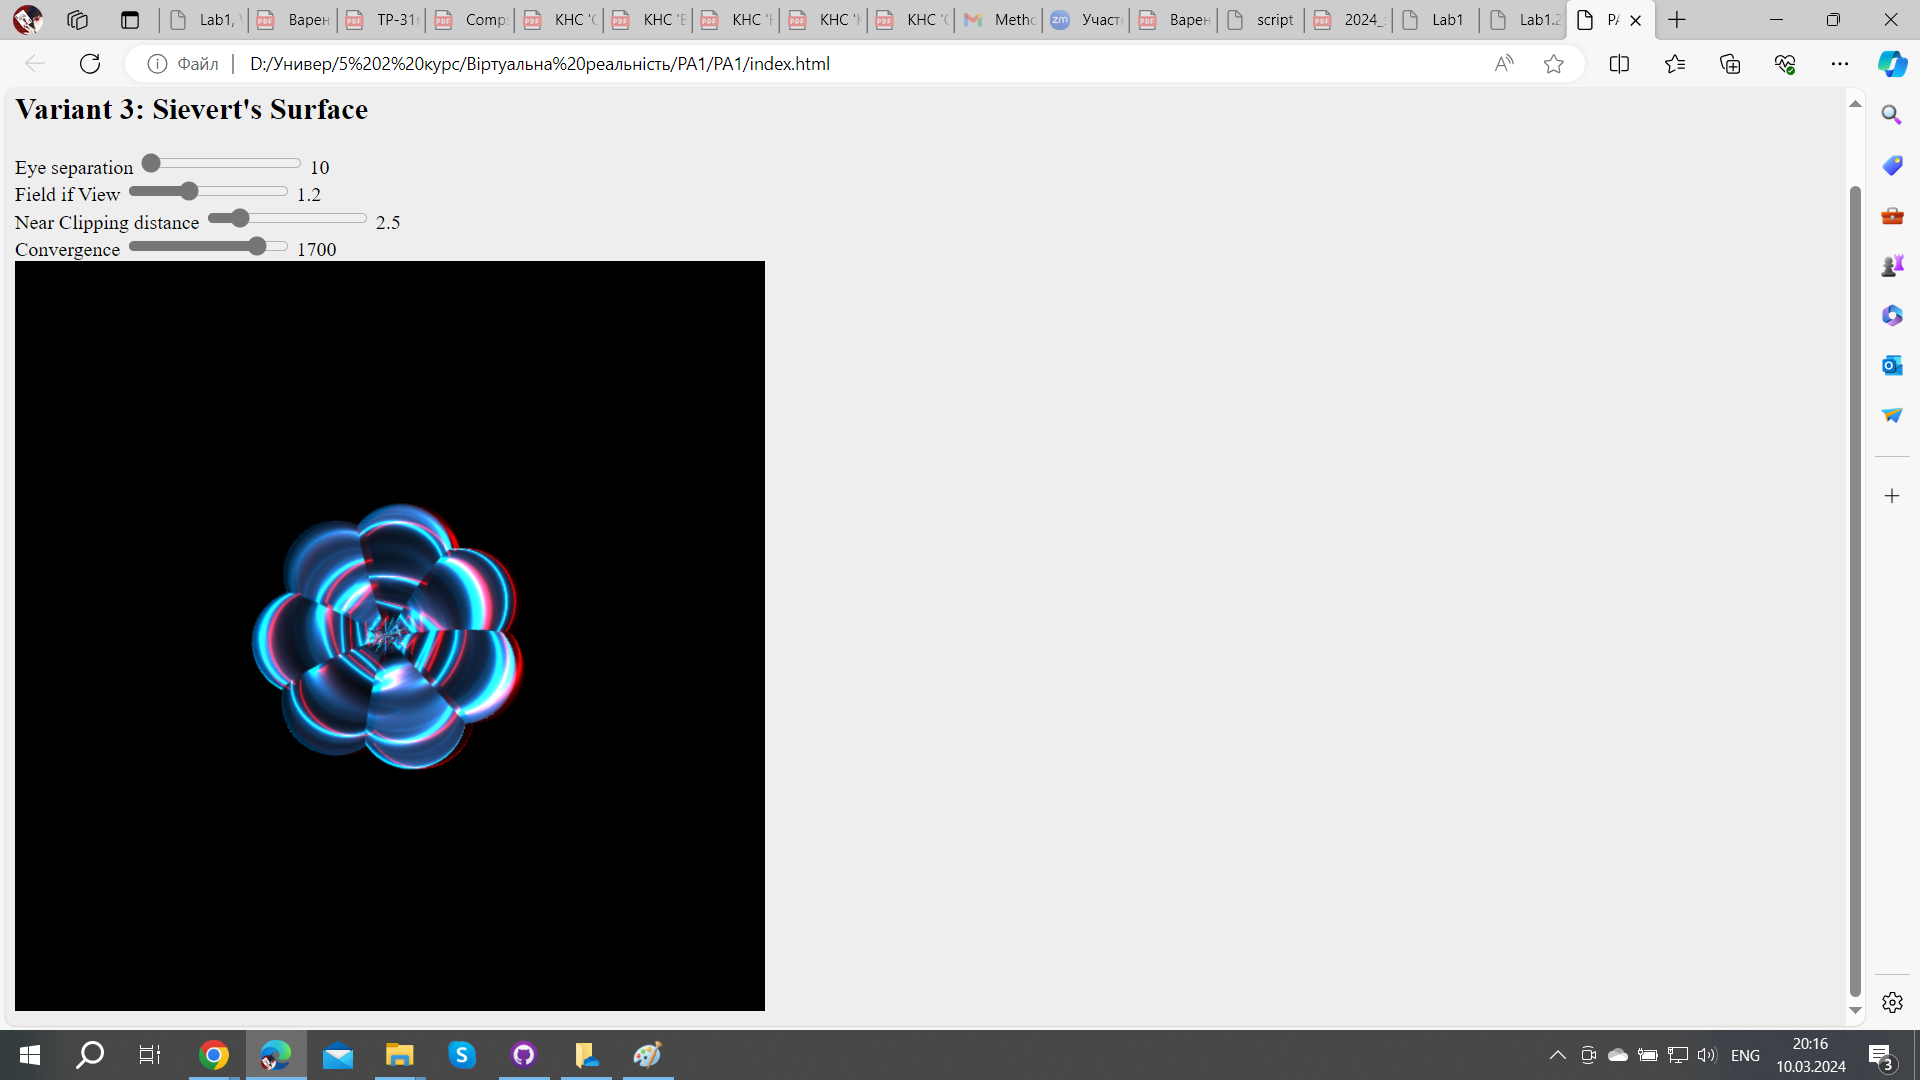 Lab1,
Варен
ТР-31
Comp
КНС 'С
КНС 'Е
КНС 'Н
КНС 'К
КНС 'С
Metho
Участн
Варен
script
2024_
Lab1
Lab1.2
PA
Файл
D:/Универ/5%202%20курс/Віртуальна%20реальність/PA1/PA1/index.html
Variant 3: Sievert's Surface
Eye separation 10
Field if View 1.2
Near Clipping distance 2.5
Convergence 1700
ENG
20:16
10.03.2024
3